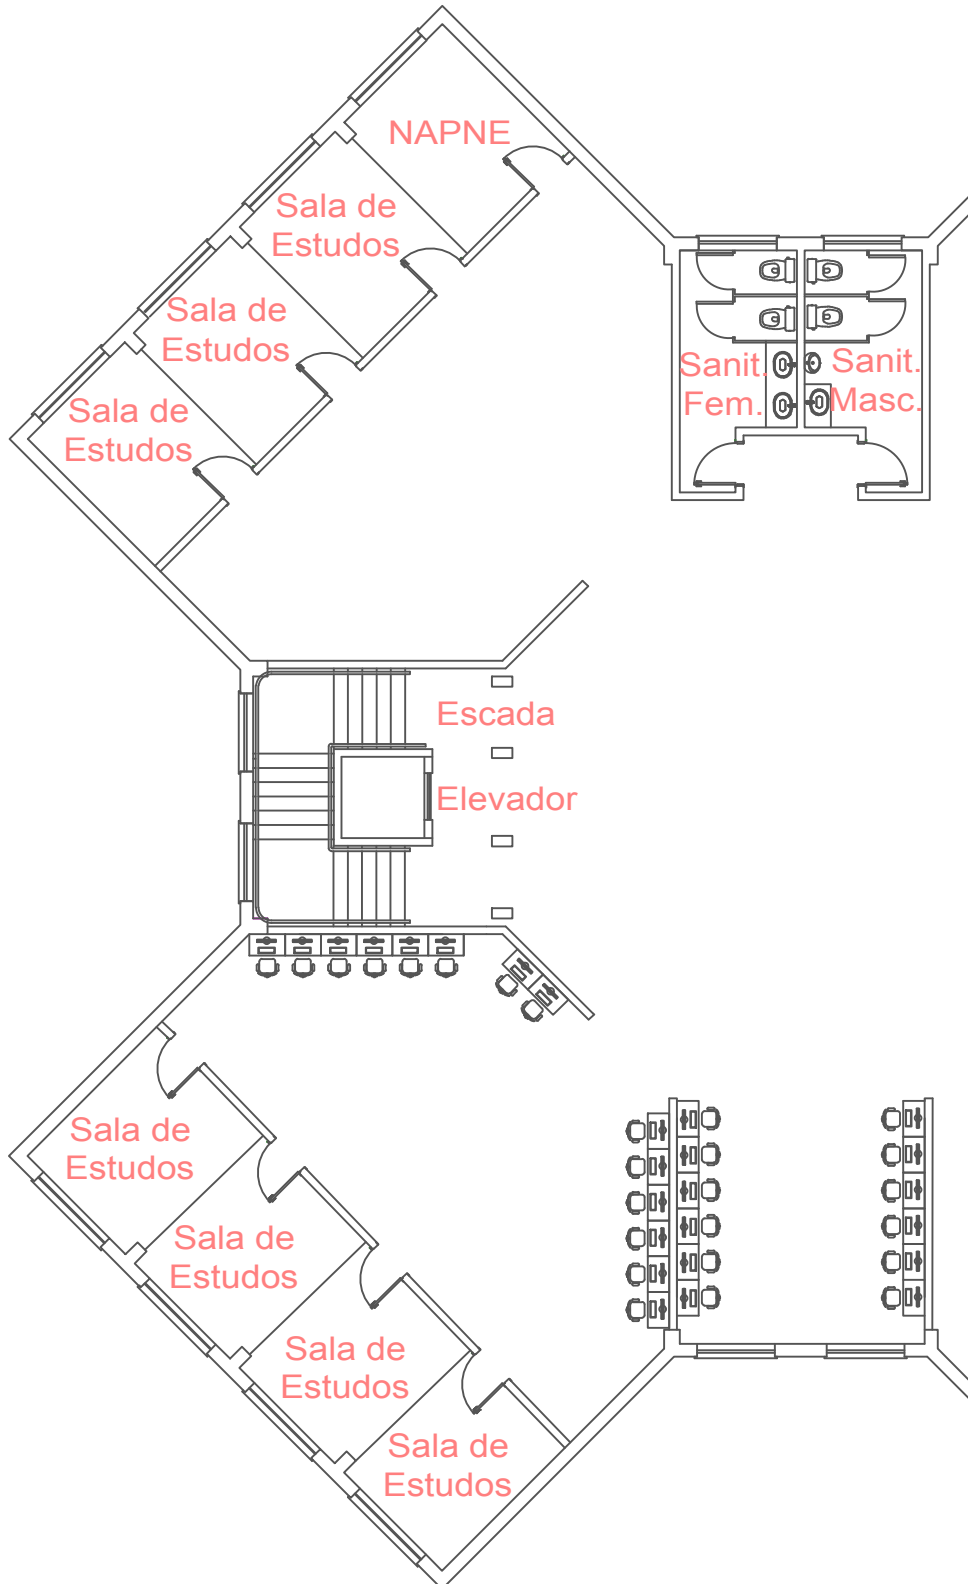 NAPNE
Sala de
Estudos
Sala de
Estudos
Sala de
Estudos
Sanit.
Fem.
Sanit.
Masc.
Escada
Elevador
Sala de
Estudos
Sala de
Estudos
Sala de
Estudos
Sala de
Estudos